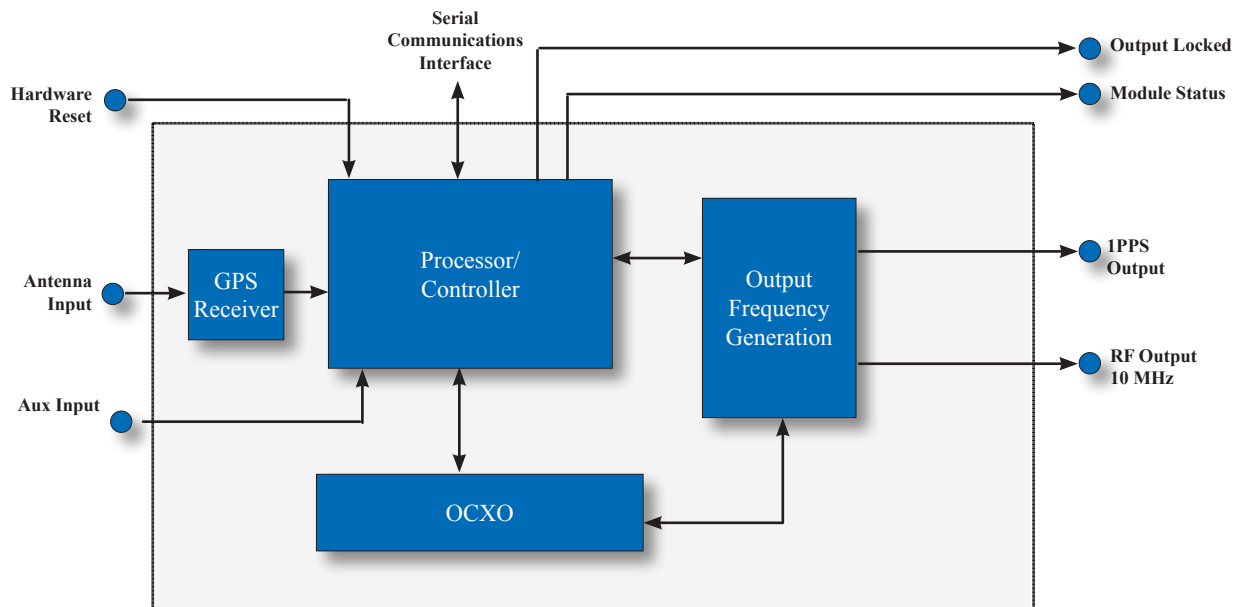 Serial
Communications
Interface
Output Locked
Hardware
Reset
Module Status
Antenna
Input
GPS
Receiver
Processor/
Controller
Output
Frequency
Generation
1PPS
Output
RF Output
10 MHz
Aux Input
OCXO